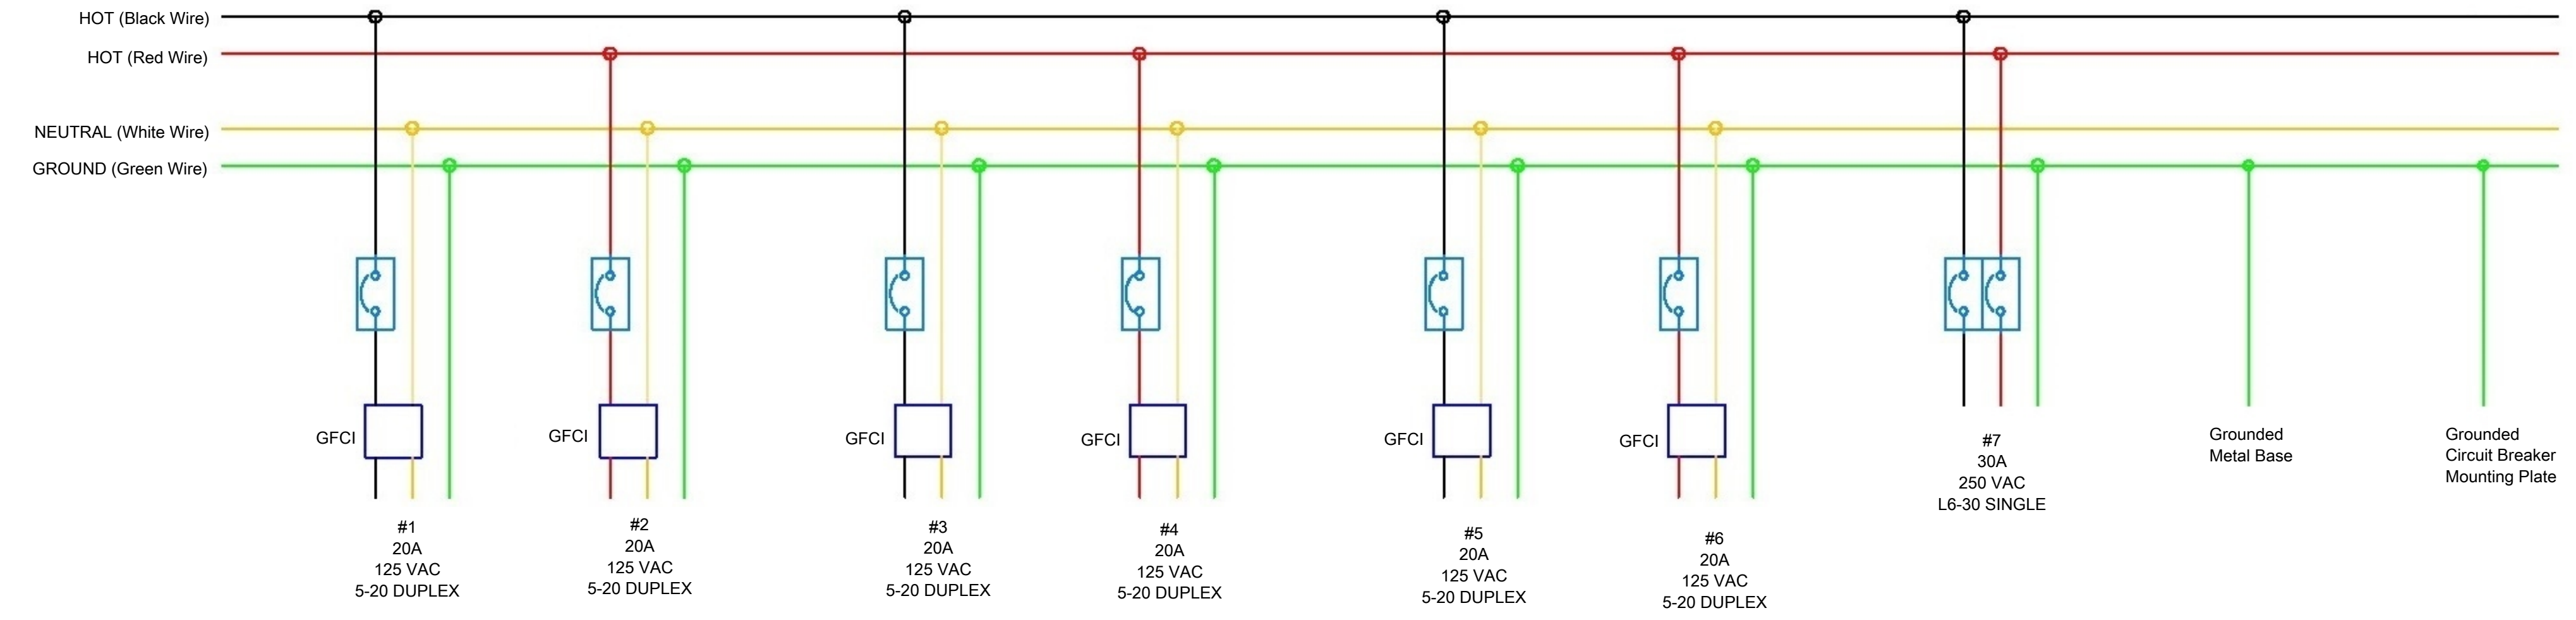 HOT (Black Wire)
HOT (Red Wire)
NEUTRAL (White Wire)
GROUND (Green Wire)
GFCI
#1
20A
125 VAC
5-20 DUPLEX
GFCI
#2
20A
125 VAC
5-20 DUPLEX
GFCI
#3
20A
125 VAC
5-20 DUPLEX
GFCI
#4
20A
125 VAC
5-20 DUPLEX
GFCI
#5
20A
125 VAC
5-20 DUPLEX
GFCI
#6
20A
125 VAC
5-20 DUPLEX
#7
30A
250 VAC
L6-30 SINGLE
Grounded
Metal Base
Grounded
Circuit Breaker
Mounting Plate